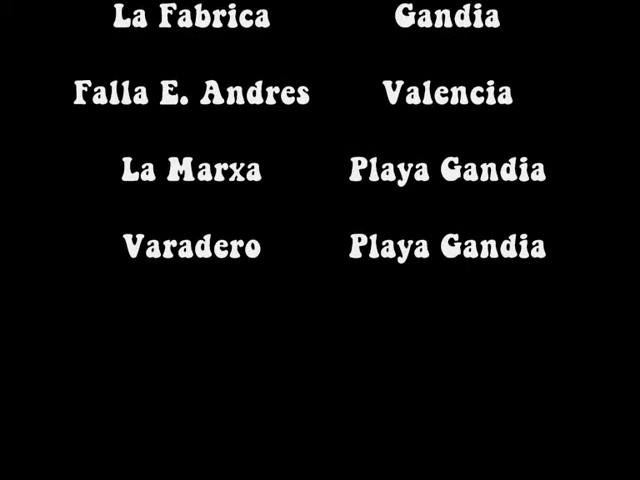 La Fabrica Gandia
Falla E. Andres Valencia
La Marxa Playa Gandia
Varadero Playa Gandia